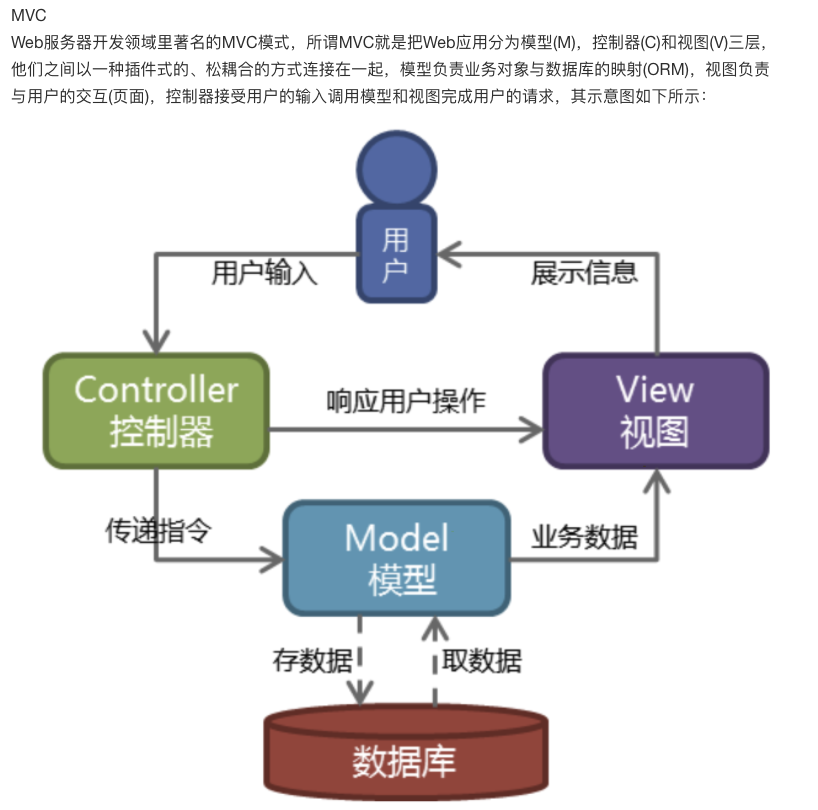 MVC
Web服务器开发领域里著名的MVC模式，所谓MVC就是把Web应用分为模型(M)，控制器(C)和视图(V)三层，
他们之间以一种插件式的、松耦合的方式连接在一起，模型负责业务对象与数据库的映射(ORM)，视图负责
与用户的交互(页面)，控制器接受用户的输入调用模型和视图完成用户的请求，其示意图如下所示：
用
户
用户输入
展示信息
Controller
控制器
响应用户操作
View
视图
传递指令
Model
模型
业务数据
存数据
取数据
数据库